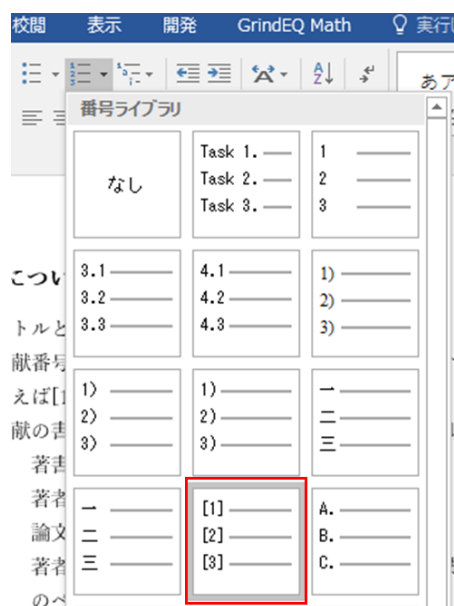 校閲 表示 開発 GrindEQ Math 実行
あア
番号ライブラリ
なし
Task 1.
Task 2.
Task 3.
1
2
3
3.1
3.2
3.3
4.1
4.2
4.3
1)
2)
3)
1)
2)
3)
1)
2)
3)
一
二
三
一
二
三
[1]
[2]
[3]
A.
B.
C.
につい
トルと
献番号
えば[1
献の書
著書
著者
論文
著者
のペ